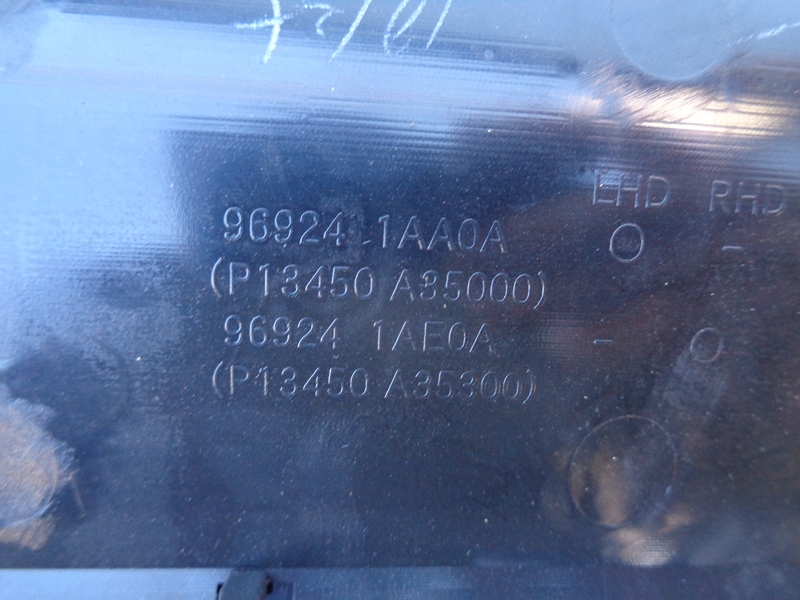 LHD RHD
96924 1AA0A O -
(P13450 A35000)
96924 1AE0A - O
(P13450 A35300)